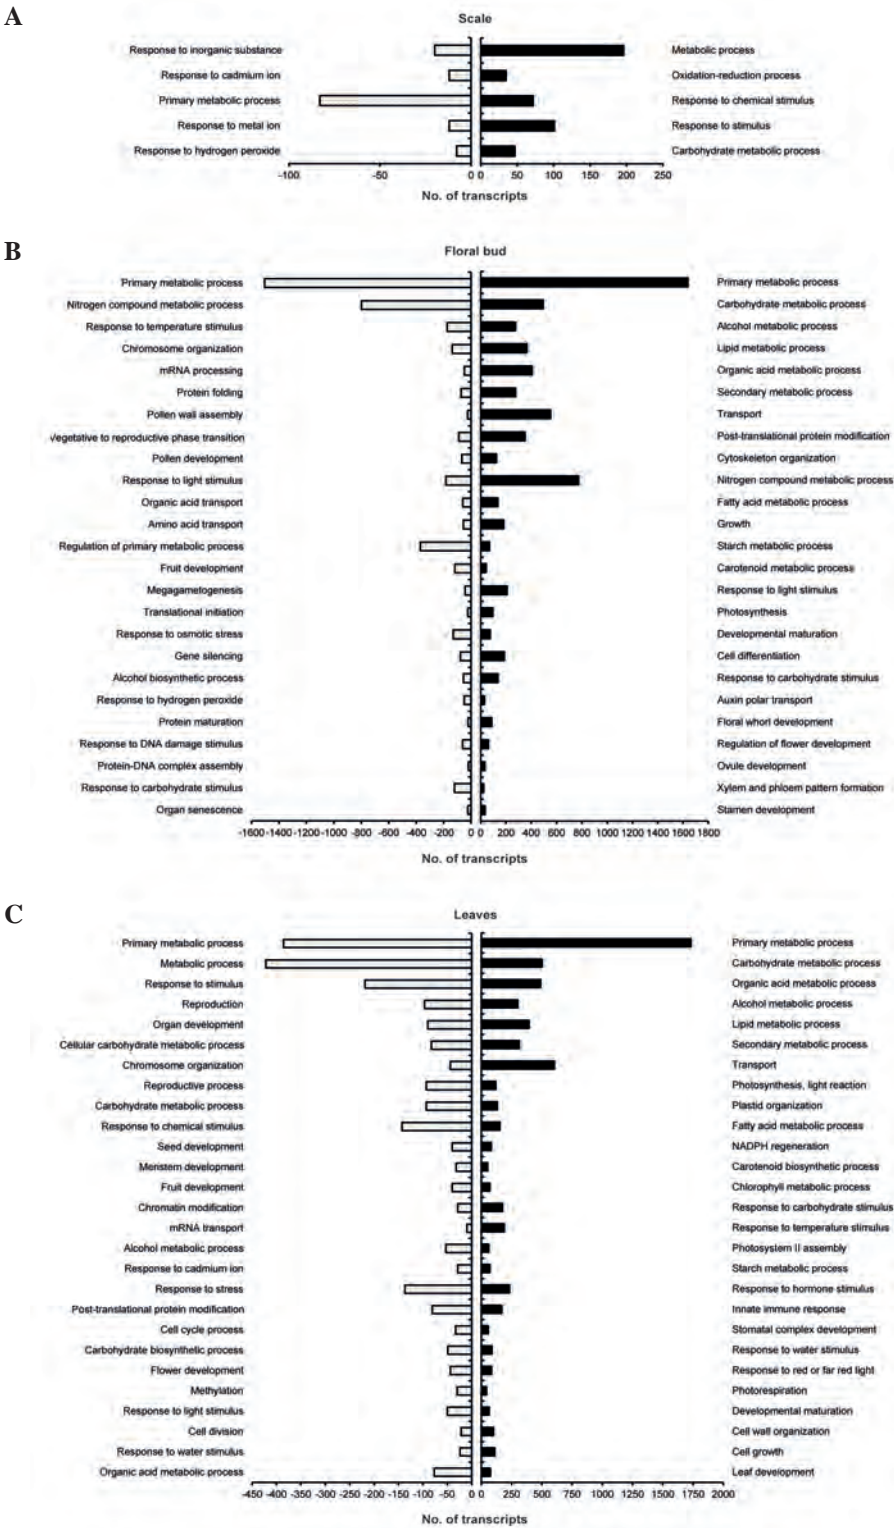 A
Scale
Response to inorganic substance Metabolic process
Response to cadmium ion Oxidation-reduction process
Primary metabolic process Response to chemical stimulus
Response to metal ion Response to stimulus
Response to hydrogen peroxide Carbohydrate metabolic process
-100 -50 0 0 50 100 150 200 250
No. of transcripts
B
Floral bud
Primary metabolic process Primary metabolic process
Nitrogen compound metabolic process Carbohydrate metabolic process
Response to temperature stimulus Alcohol metabolic process
Chromosome organization Lipid metabolic process
mRNA processing Organic acid metabolic process
Protein folding Secondary metabolic process
Pollen wall assembly Transport
Vegetative to reproductive phase transition Post-translational protein modification
Pollen development Cytoskeleton organization
Response to light stimulus Nitrogen compound metabolic process
Organic acid transport Fatty acid metabolic process
Amino acid transport Growth
Regulation of primary metabolic process Starch metabolic process
Fruit development Carotenoid metabolic process
Megagametogenesis Response to light stimulus
Translational initiation Photosynthesis
Response to osmotic stress Developmental maturation
Gene silencing Cell differentiation
Alcohol biosynthetic process Response to carbohydrate stimulus
Response to hydrogen peroxide Auxin polar transport
Protein maturation Floral whorl development
Response to DNA damage stimulus Regulation of flower development
Protein-DNA complex assembly Ovule development
Response to carbohydrate stimulus Xylem and phloem pattern formation
Organ senescence Stamen development
-1600 -1400 -1200 -1000 -800 -600 -400 -200 0 0 200 400 600 800 1000 1200 1400 1600 1800
No. of transcripts
C
Leaves
Primary metabolic process Primary metabolic process
Metabolic process Carbohydrate metabolic process
Response to stimulus Organic acid metabolic process
Reproduction Alcohol metabolic process
Organ development Lipid metabolic process
Cellular carbohydrate metabolic process Secondary metabolic process
Chromosome organization Transport
Reproductive process Photosynthesis, light reaction
Carbohydrate metabolic process Plastid organization
Response to chemical stimulus Fatty acid metabolic process
Seed development NADPH regeneration
Meristem development Carotenoid biosynthetic process
Fruit development Chlorophyll metabolic process
Chromatin modification Response to carbohydrate stimulus
mRNA transport Response to temperature stimulus
Alcohol metabolic process Photosystem II assembly
Response to cadmium ion Starch metabolic process
Response to stress Response to hormone stimulus
Post-translational protein modification Innate immune response
Cell cycle process Stomatal complex development
Carbohydrate biosynthetic process Response to water stimulus
Flower development Response to red or far red light
Methylation Photorespiration
Response to light stimulus Developmental maturation
Cell division Cell wall organization
Response to water stimulus Cell growth
Organic acid metabolic process Leaf development
-450 -400 -350 -300 -250 -200 -150 -100 -50 0 0 250 500 750 1000 1250 1500 1750 2000
No. of transcripts